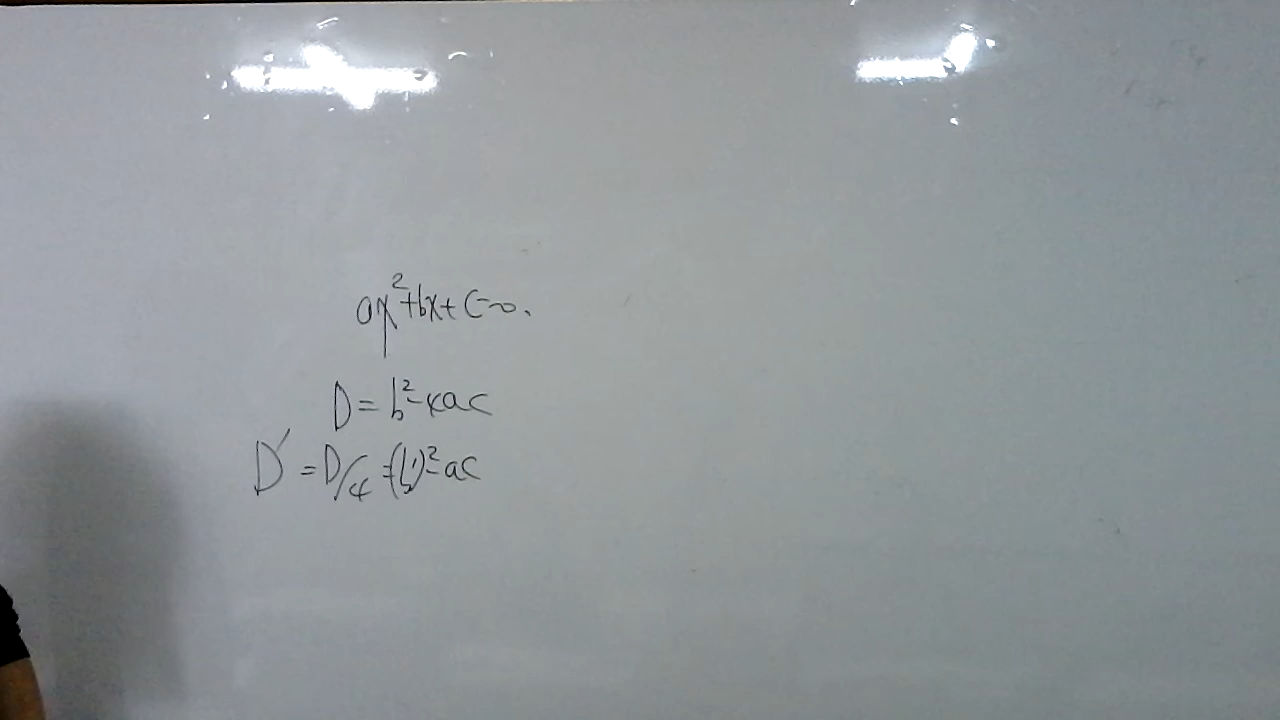 ax²+bx+c=0.
D=b²-4ac
D′=D/4=(b′)²-ac